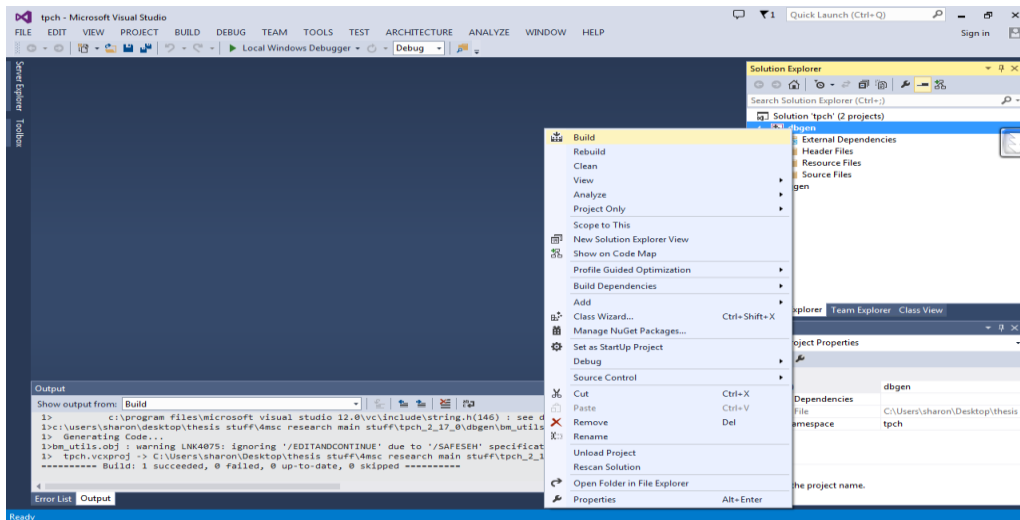 tpch - Microsoft Visual Studio
1
Quick Launch (Ctrl+Q)
FILE EDIT VIEW PROJECT BUILD DEBUG TEAM TOOLS TEST ARCHITECTURE ANALYZE WINDOW HELP
Sign in
Local Windows Debugger
Debug
Server Explorer
Toolbox
Solution Explorer
Search Solution Explorer (Ctrl+;)
Solution 'tpch' (2 projects)
dbgen
External Dependencies
Header Files
Resource Files
Source Files
gen
Build
Rebuild
Clean
View
Analyze
Project Only
Scope to This
New Solution Explorer View
Show on Code Map
Profile Guided Optimization
Build Dependencies
Add
Class Wizard... Ctrl+Shift+X
Manage NuGet Packages...
Set as StartUp Project
Debug
Source Control
Cut Ctrl+X
Paste Ctrl+V
Remove Del
Rename
Unload Project
Rescan Solution
Open Folder in File Explorer
Properties Alt+Enter
xplorer Team Explorer Class View
oject Properties
dbgen
Dependencies
File C:\Users\sharon\Desktop\thesis
amespace tpch
he project name.
Output
Show output from: Build
1> c:\program files\microsoft visual studio 12.0\vc\include\string.h(146) : see d
1>c:\users\sharon\desktop\thesis stuff\4msc research main stuff\tpch_2_17_0\dbgen\bm_utils
1> Generating Code...
1>bm_utils.obj : warning LNK4075: ignoring '/EDITANDCONTINUE' due to '/SAFESEH' specificat
1> tpch.vcxproj -> C:\Users\sharon\Desktop\thesis stuff\4msc research main stuff\tpch_2_1
========== Build: 1 succeeded, 0 failed, 0 up-to-date, 0 skipped ==========
Error List Output
Ready